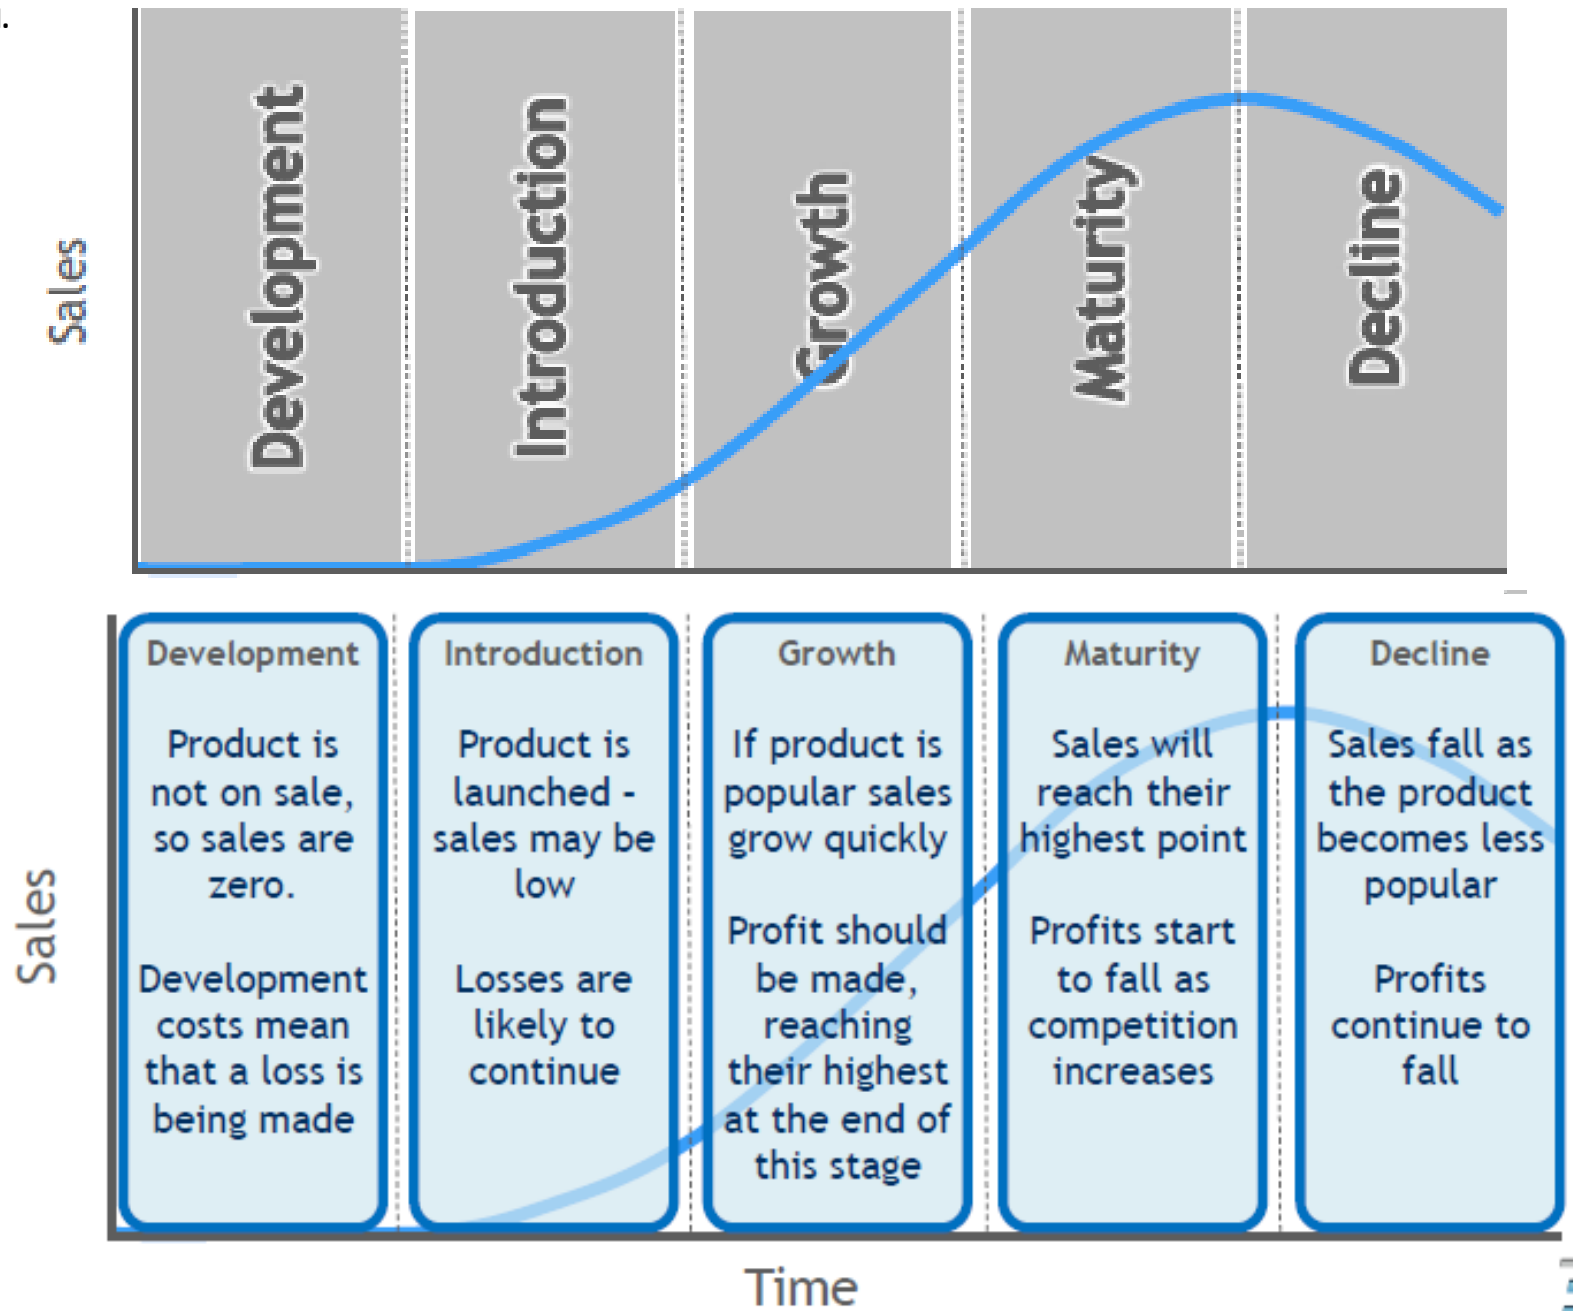 .
Sales
Development
Introduction
Growth
Maturity
Decline
Sales
Development
Product is
not on sale,
so sales are
zero.
Development
costs mean
that a loss is
being made
Introduction
Product is
launched -
sales may be
low
Losses are
likely to
continue
Growth
If product is
popular sales
grow quickly
Profit should
be made,
reaching
their highest
at the end of
this stage
Maturity
Sales will
reach their
highest point
Profits start
to fall as
competition
increases
Decline
Sales fall as
the product
becomes less
popular
Profits
continue to
fall
Time